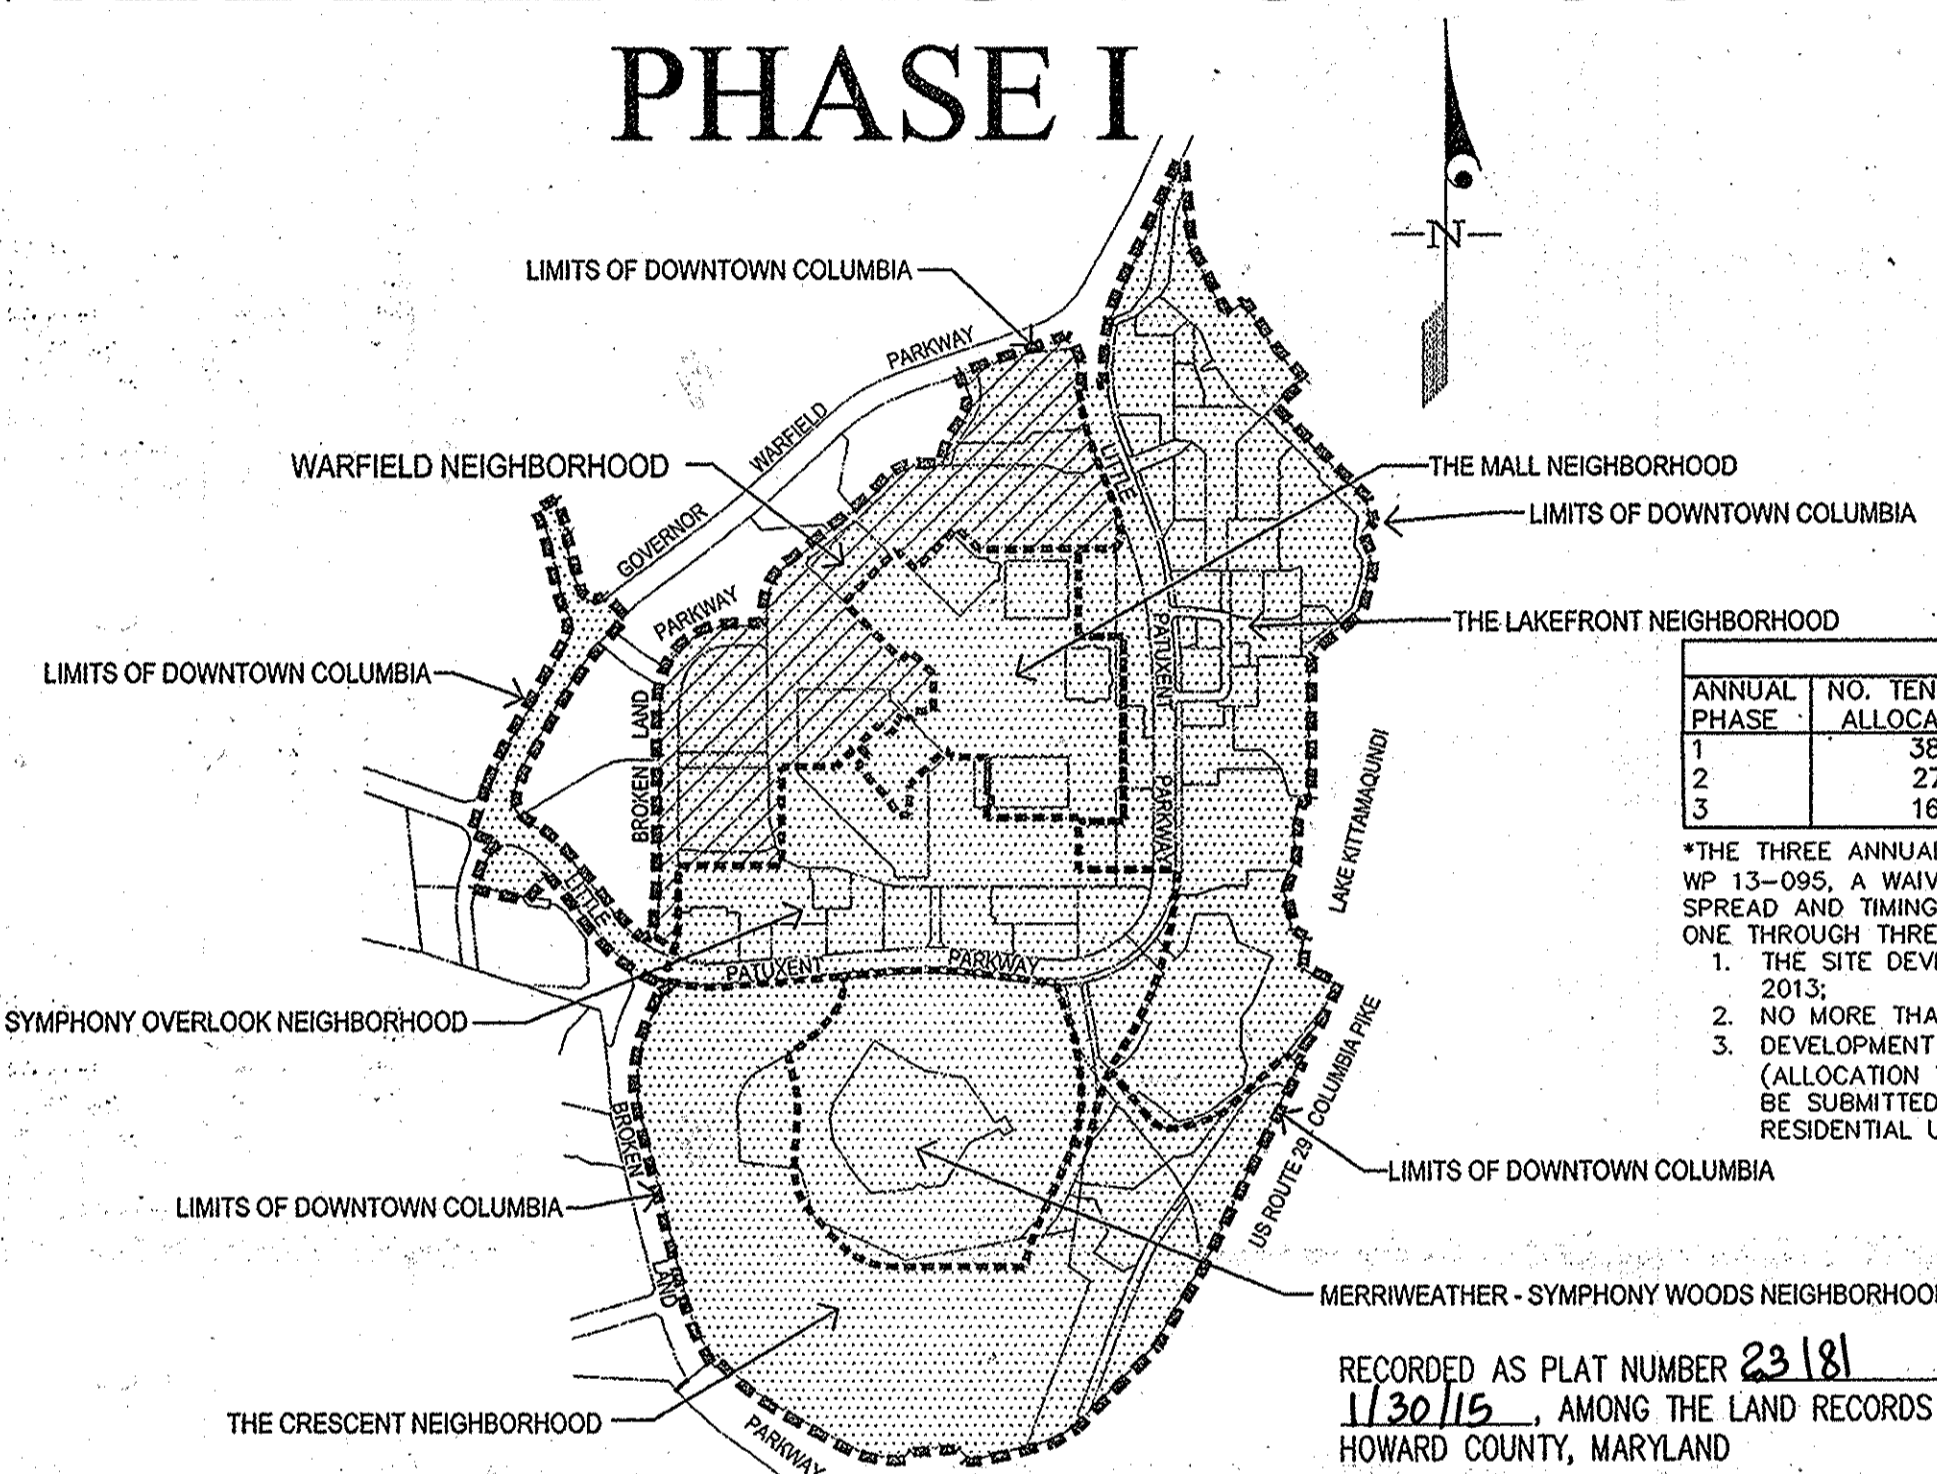 PHASE I
N
LIMITS OF DOWNTOWN COLUMBIA
PARKWAY
WARFIELD
GOVERNOR
WARFIELD NEIGHBORHOOD
THE MALL NEIGHBORHOOD
LIMITS OF DOWNTOWN COLUMBIA
LITTLE
PATUXENT
PARKWAY
PARKWAY
THE LAKEFRONT NEIGHBORHOOD
LIMITS OF DOWNTOWN COLUMBIA
BROKEN LAND
LAKE KITTAMAQUNDI
ANNUAL PHASE
NO. TEN
ALLOCA
1 38
2 27
3 16
*THE THREE ANNUAL
WP 13-095, A WAIV
SPREAD AND TIMING
ONE THROUGH THRE
1. THE SITE DEVE
2013;
2. NO MORE THA
3. DEVELOPMENT
(ALLOCATION
BE SUBMITTED
RESIDENTIAL U
LITTLE
PATUXENT
PARKWAY
SYMPHONY OVERLOOK NEIGHBORHOOD
US ROUTE 29 - COLUMBIA PIKE
BROKEN
LAND
PARKWAY
LIMITS OF DOWNTOWN COLUMBIA
LIMITS OF DOWNTOWN COLUMBIA
MERRIWEATHER - SYMPHONY WOODS NEIGHBORHOO
THE CRESCENT NEIGHBORHOOD
RECORDED AS PLAT NUMBER 23181
1/30/15, AMONG THE LAND RECORDS
HOWARD COUNTY, MARYLAND